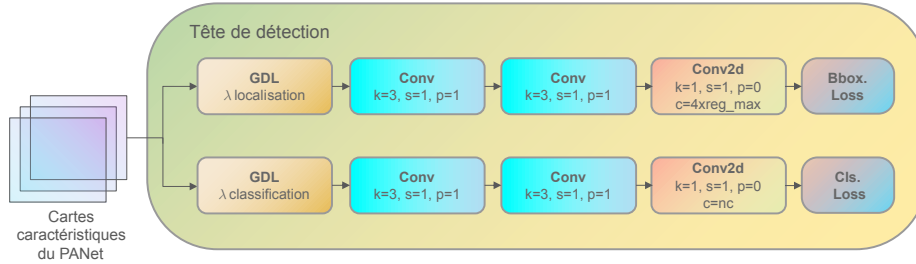 Tête de détection
GDL
λ localisation
Conv
k=3, s=1, p=1
Conv
k=3, s=1, p=1
Conv2d
k=1, s=1, p=0
c=4xreg_max
Bbox.
Loss
GDL
λ classification
Conv
k=3, s=1, p=1
Conv
k=3, s=1, p=1
Conv2d
k=1, s=1, p=0
c=nc
Cls.
Loss
Cartes
caractéristiques
du PANet